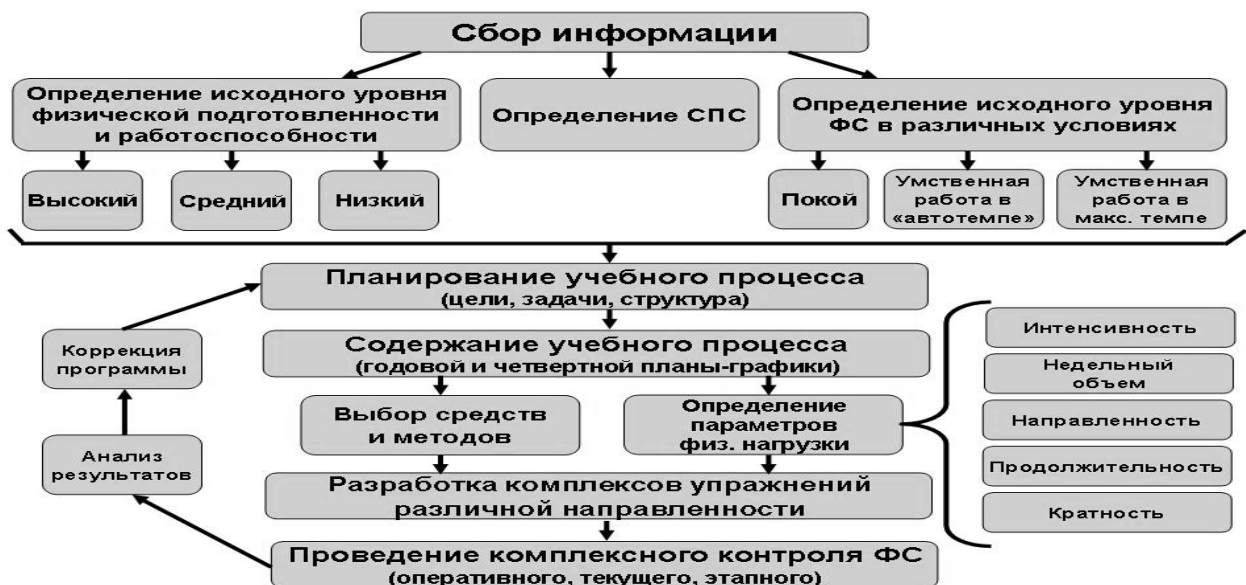 Сбор информации
Определение исходного уровня
физической подготовленности
и работоспособности
Определение СПС
Определение исходного уровня
ФС в различных условиях
Высокий
Средний
Низкий
Покой
Умственная
работа в
«автотемпе»
Умственная
работа в
макс. темпе
Планирование учебного процесса
(цели, задачи, структура)
Содержание учебного процесса
(годовой и четвертной планы-графики)
Выбор средств
и методов
Определение
параметров
физ. нагрузки
Интенсивность
Недельный
объем
Направленность
Продолжительность
Кратность
Разработка комплексов упражнений
различной направленности
Проведение комплексного контроля ФС
(оперативного, текущего, этапного)
Анализ
результатов
Коррекция
программы